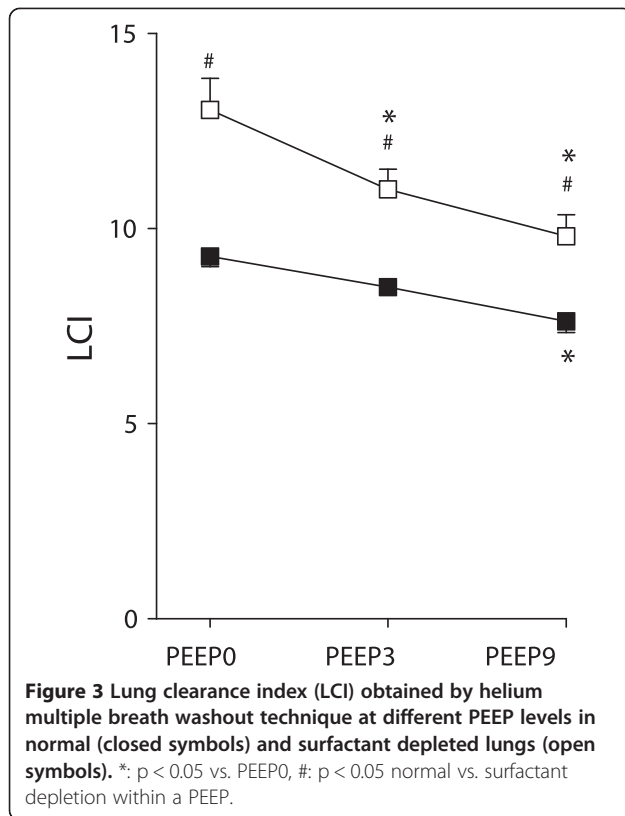 15
#
*
#
*
#
10
*
LCI
5
0
PEEP0 PEEP3 PEEP9
Figure 3 Lung clearance index (LCI) obtained by helium
multiple breath washout technique at different PEEP levels in
normal (closed symbols) and surfactant depleted lungs (open
symbols). *: p < 0.05 vs. PEEP0, #: p < 0.05 normal vs. surfactant
depletion within a PEEP.